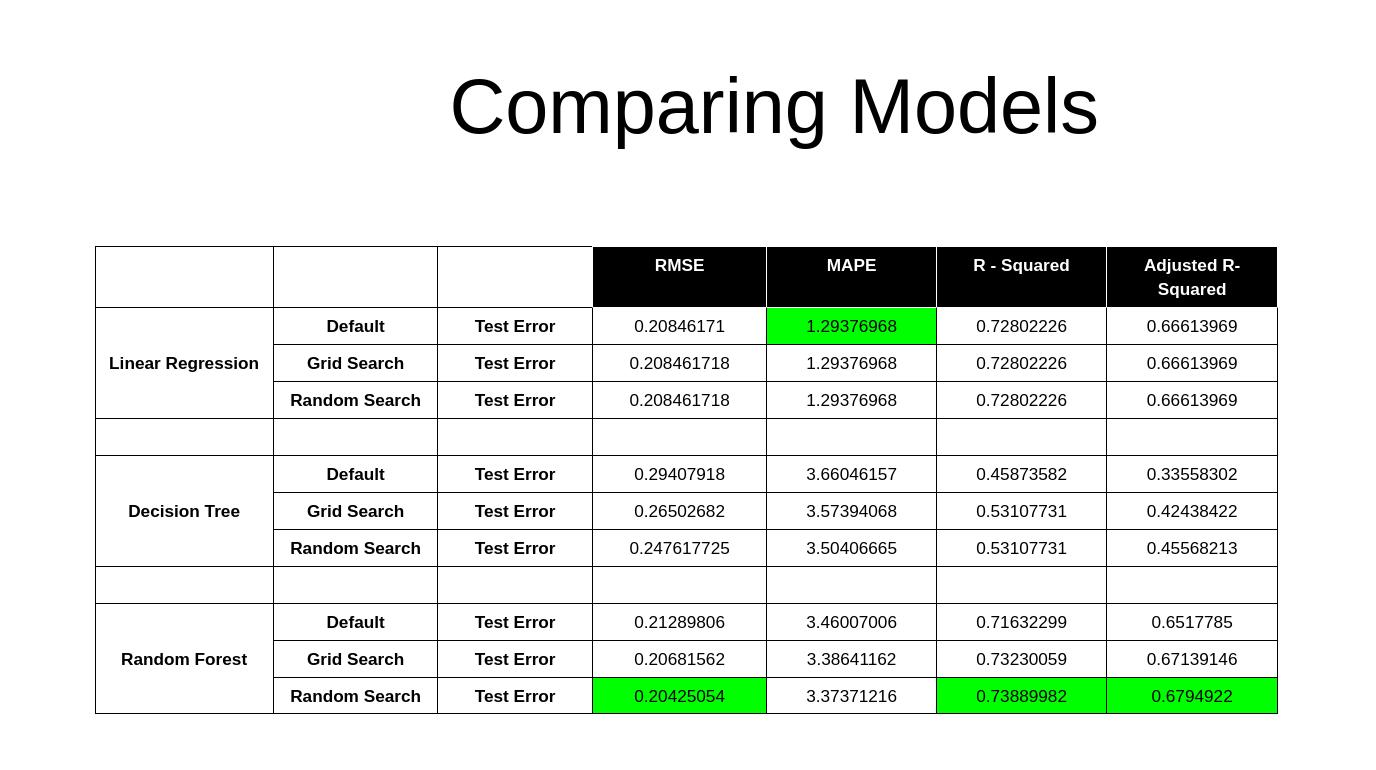 Comparing Models
RMSE MAPE R - Squared Adjusted R-
Squared
Default Test Error 0.20846171 1.29376968 0.72802226 0.66613969
Linear Regression Grid Search Test Error 0.208461718 1.29376968 0.72802226 0.66613969
Random Search Test Error 0.208461718 1.29376968 0.72802226 0.66613969
Default Test Error 0.29407918 3.66046157 0.45873582 0.33558302
Decision Tree Grid Search Test Error 0.26502682 3.57394068 0.53107731 0.42438422
Random Search Test Error 0.247617725 3.50406665 0.53107731 0.45568213
Default Test Error 0.21289806 3.46007006 0.71632299 0.6517785
Random Forest Grid Search Test Error 0.20681562 3.38641162 0.73230059 0.67139146
Random Search Test Error 0.20425054 3.37371216 0.73889982 0.6794922